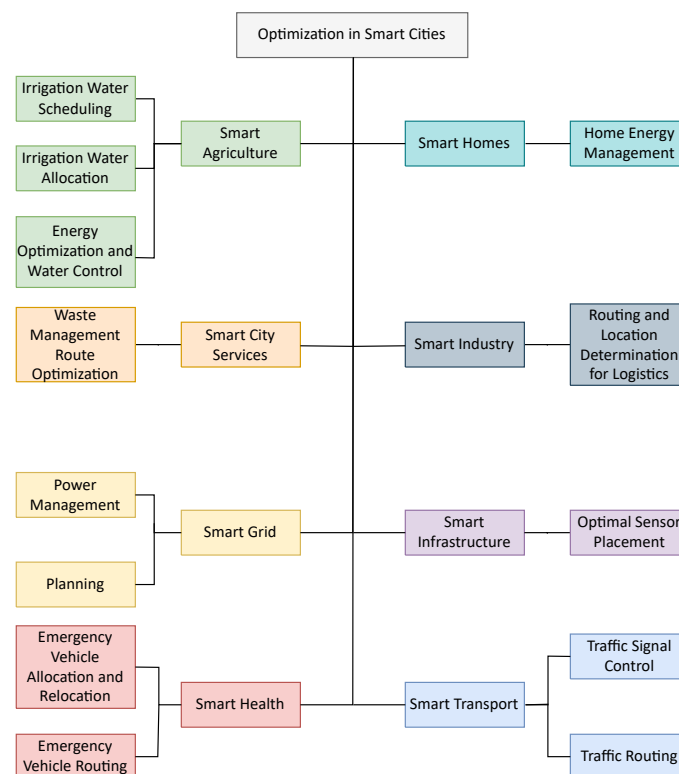 Optimization in Smart Cities
Irrigation Water
Scheduling
Irrigation Water
Allocation
Energy
Optimization and
Water Control
Smart
Agriculture
Smart Homes
Home Energy
Management
Waste
Management
Route
Optimization
Smart City
Services
Smart Industry
Routing and
Location
Determination
for Logistics
Power
Management
Planning
Smart Grid
Smart
Infrastructure
Optimal Sensor
Placement
Emergency
Vehicle
Allocation and
Relocation
Emergency
Vehicle Routing
Smart Health
Smart Transport
Traffic Signal
Control
Traffic Routing